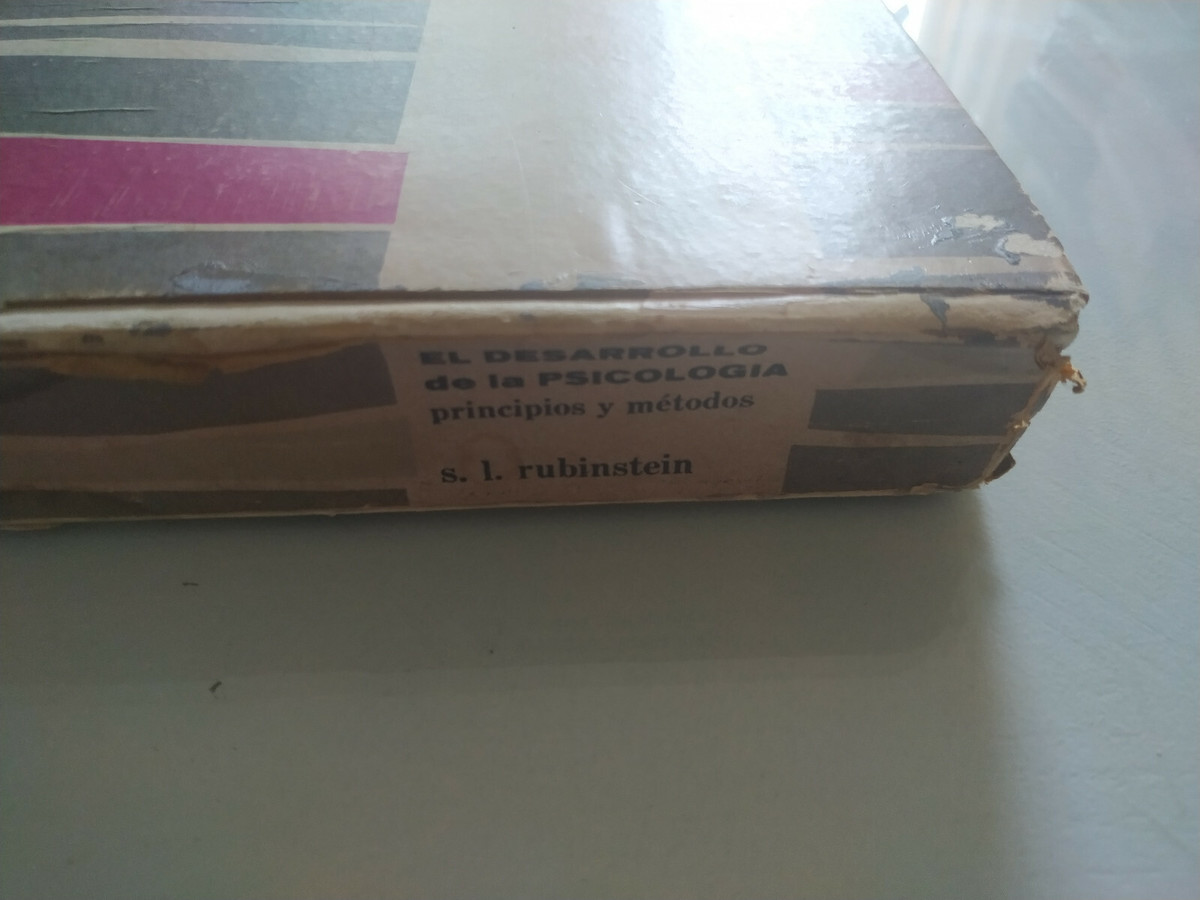 EL DESARROLLO
de la PSICOLOGIA
principios y métodos
s. l. rubinstein